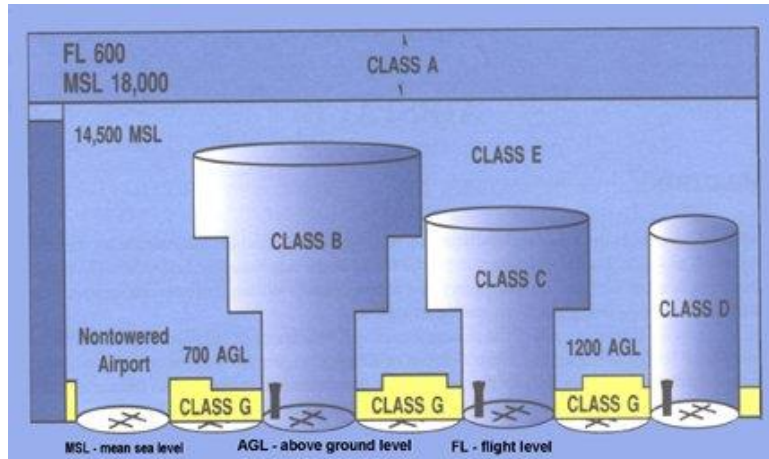 FL 600
MSL 18,000
CLASS A
14,500 MSL
CLASS E
CLASS B
CLASS C
CLASS D
Nontowered
Airport
700 AGL
1200 AGL
CLASS G
CLASS G
CLASS G
MSL - mean sea level
AGL - above ground level
FL - flight level